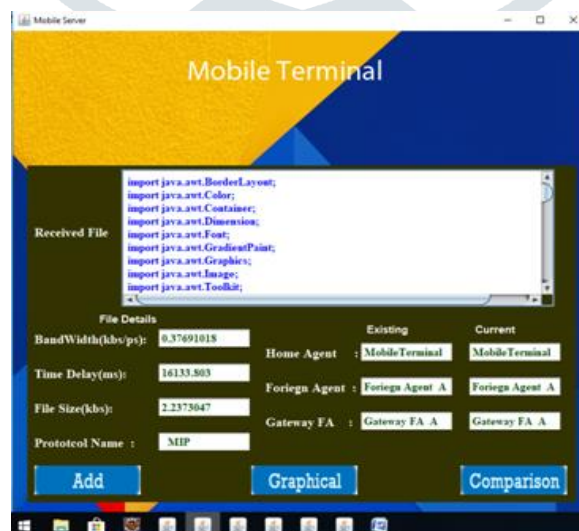 Mobile Server
Mobile Terminal
Received File
import java.awt.BorderLayout;
import java.awt.Color;
import java.awt.Container;
import java.awt.Dimension;
import java.awt.Font;
import java.awt.GradientPaint;
import java.awt.Graphics;
import java.awt.Image;
import java.awt.Toolkit;
File Details
BandWidth(kbs/ps): 0.37691018
Time Delay(ms): 16133.803
File Size(kbs): 2.2373047
Prototcol Name : MIP
Existing Current
Home Agent : MobileTerminal MobileTerminal
Foriegn Agent : Foriegn Agent A Foriegn Agent A
Gateway FA : Gateway FA A Gateway FA A
Add Graphical Comparison